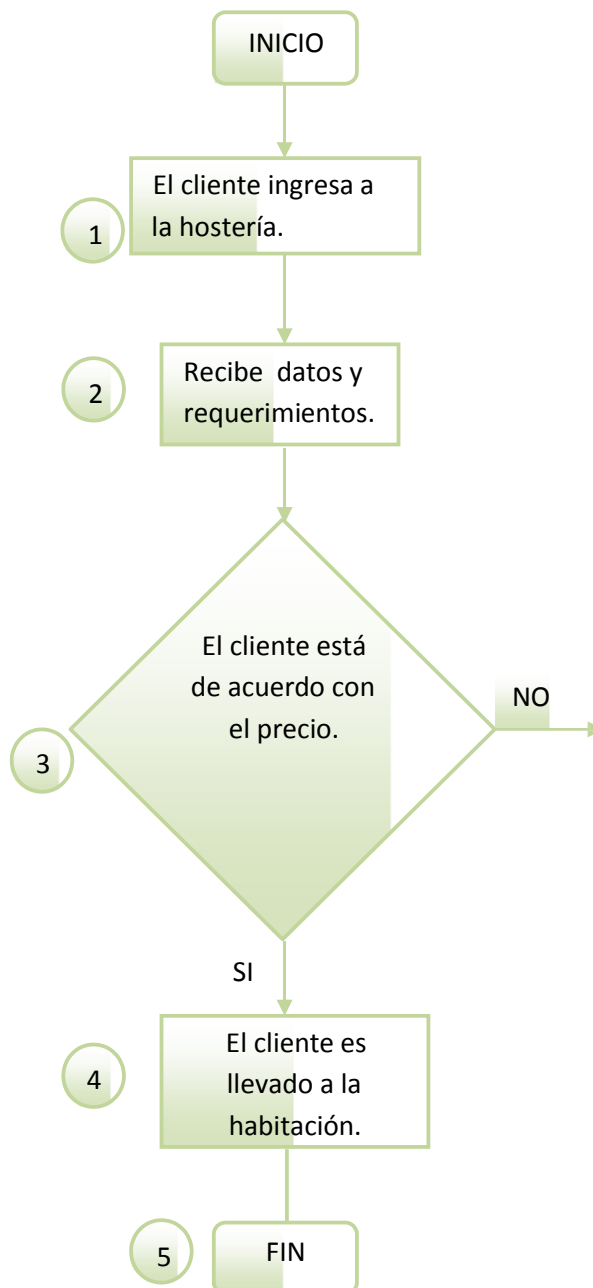 INICIO
El cliente ingresa a
la hostería.
1
Recibe datos y
requerimientos.
2
El cliente está
de acuerdo con
el precio.
NO
3
SI
El cliente es
llevado a la
habitación.
4
FIN
5